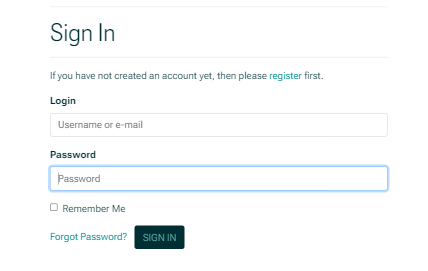 Sign In
If you have not created an account yet, then please register first.
Login
Username or e-mail
Password
Password
Remember Me
Forgot Password? SIGN IN